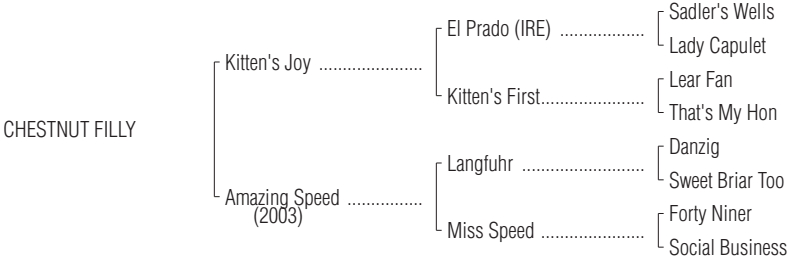 Sadler's Wells
El Prado (IRE) ..................
Lady Capulet
Kitten's Joy ......................
Lear Fan
Kitten's First......................
That's My Hon
CHESTNUT FILLY
Danzig
Langfuhr ..........................
Sweet Briar Too
Amazing Speed ................
(2003)
Forty Niner
Miss Speed ......................
Social Business